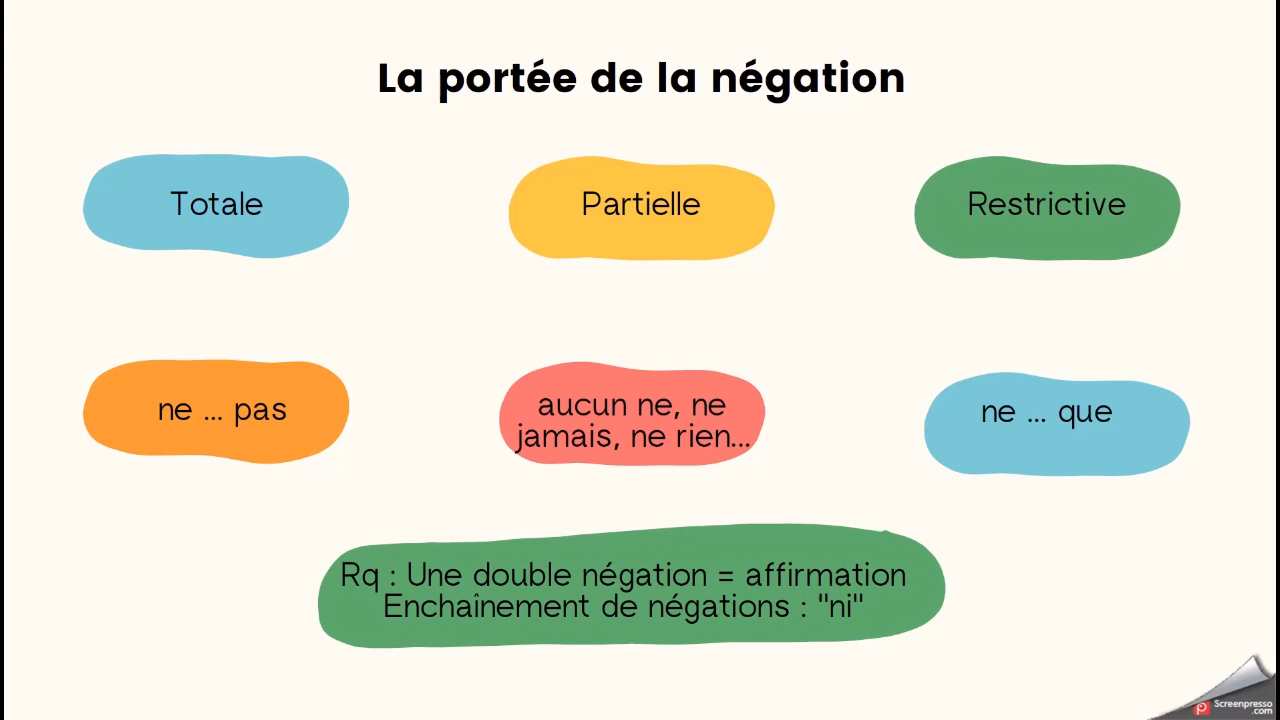 La portée de la négation
Totale
Partielle
Restrictive
ne ... pas
aucun ne, ne
jamais, ne rien...
ne ... que
Rq : Une double négation = affirmation
Enchaînement de négations : "ni"
Screenpresso
.com